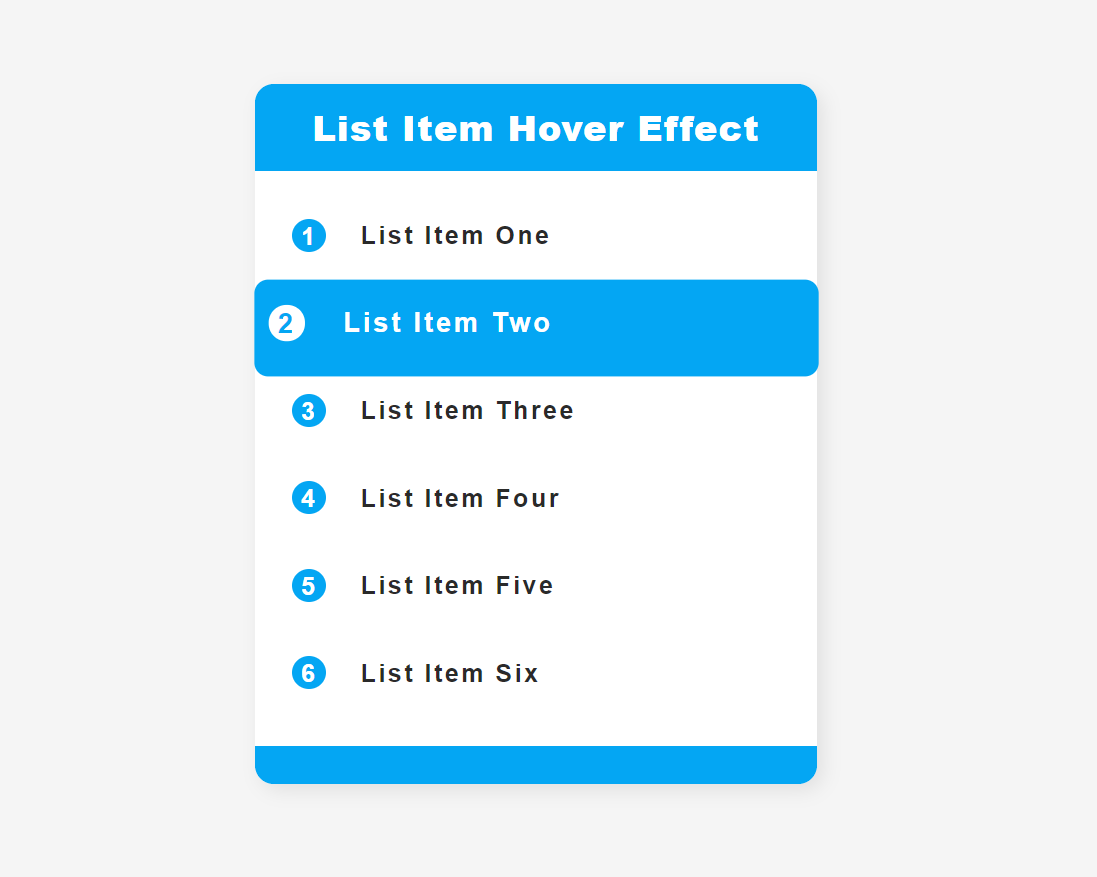 List Item Hover Effect
1 List Item One
2 List Item Two
3 List Item Three
4 List Item Four
5 List Item Five
6 List Item Six